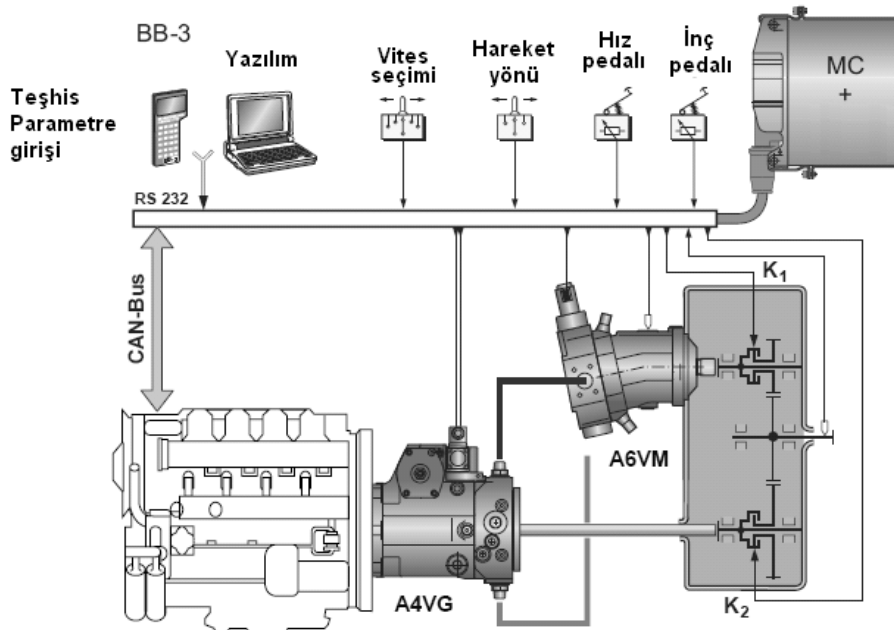 BB-3
Teşhis
Parametre
girişi
Yazılım
Vites
seçimi
Hareket
yönü
Hız
pedalı
İnç
pedalı
MC
+
RS 232
CAN-Bus
K1
A6VM
A4VG
K2